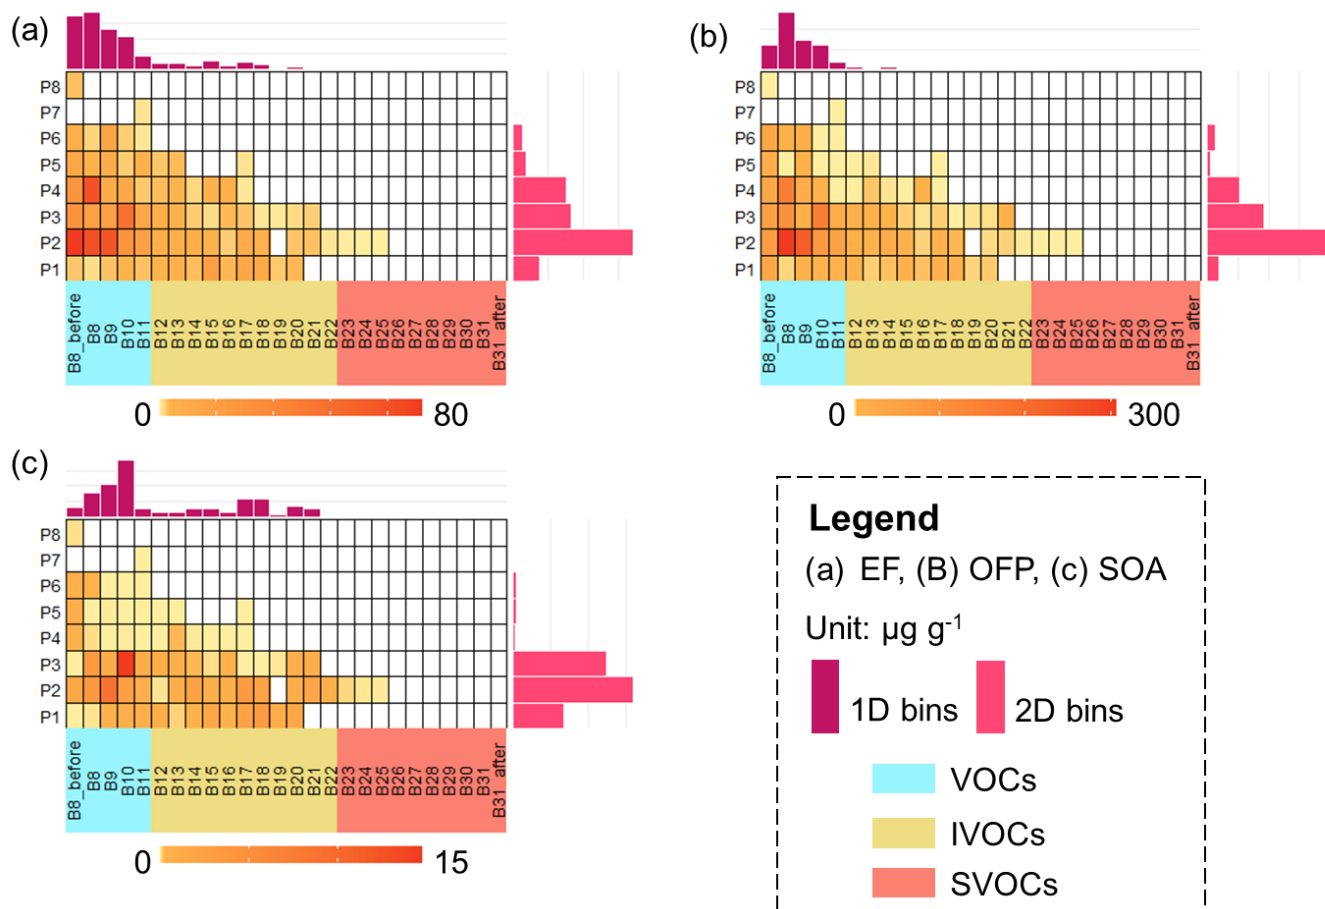 (a)
P8
P7
P6
P5
P4
P3
P2
P1
B8_before
B8
B9
B10
B11
B12
B13
B14
B15
B16
B17
B18
B19
B20
B21
B22
B23
B24
B25
B26
B27
B28
B29
B30
B31
B31_after
0 80
(b)
P8
P7
P6
P5
P4
P3
P2
P1
B8_before
B8
B9
B10
B11
B12
B13
B14
B15
B16
B17
B18
B19
B20
B21
B22
B23
B24
B25
B26
B27
B28
B29
B30
B31
B31_after
0 300
(c)
P8
P7
P6
P5
P4
P3
P2
P1
B8_before
B8
B9
B10
B11
B12
B13
B14
B15
B16
B17
B18
B19
B20
B21
B22
B23
B24
B25
B26
B27
B28
B29
B30
B31
B31_after
0 15
Legend
(a) EF, (B) OFP, (c) SOA
Unit: μg g⁻¹
1D bins 2D bins
VOCs
IVOCs
SVOCs